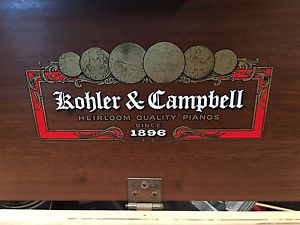 Kohler & Campbell
HEIRLOOM QUALITY PIANOS
SINCE
1896